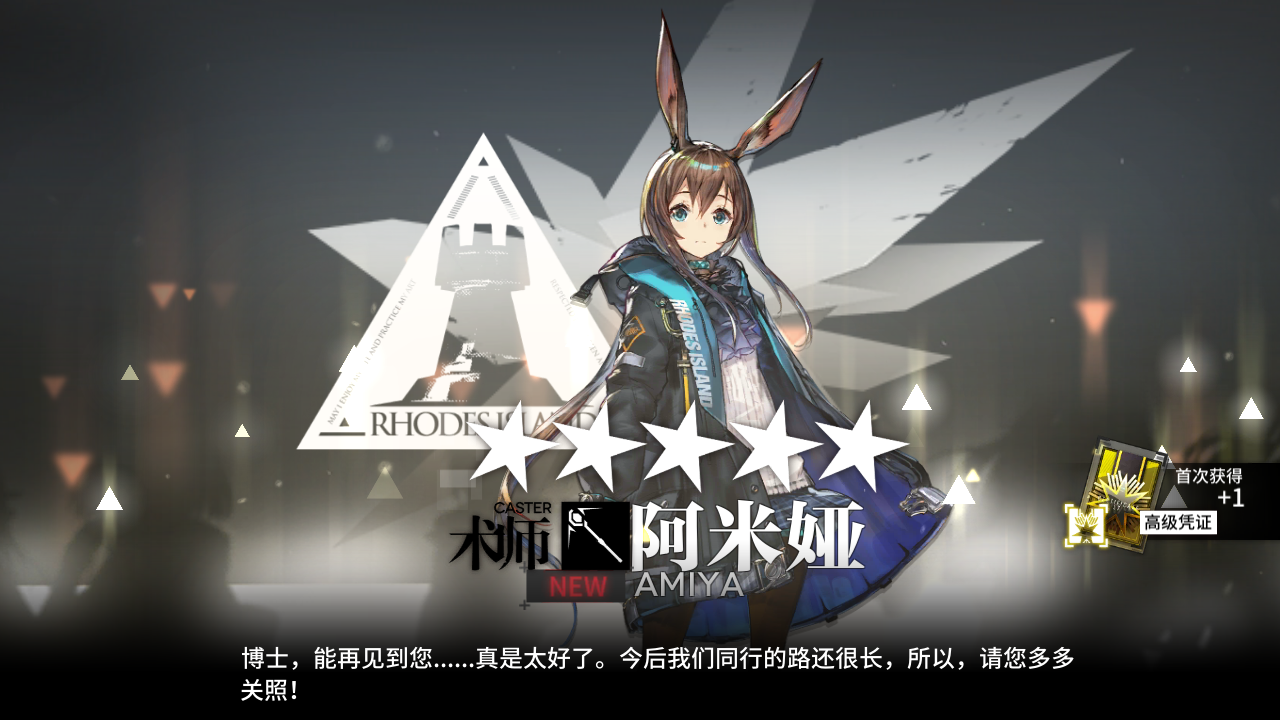 RHODES ISLAND
RHODES ISLAND
首次获得
+1
高级凭证
CASTER
术师
阿米娅
NEW
AMIYA
博士，能再见到您......真是太好了。今后我们同行的路还很长，所以，请您多多
关照！